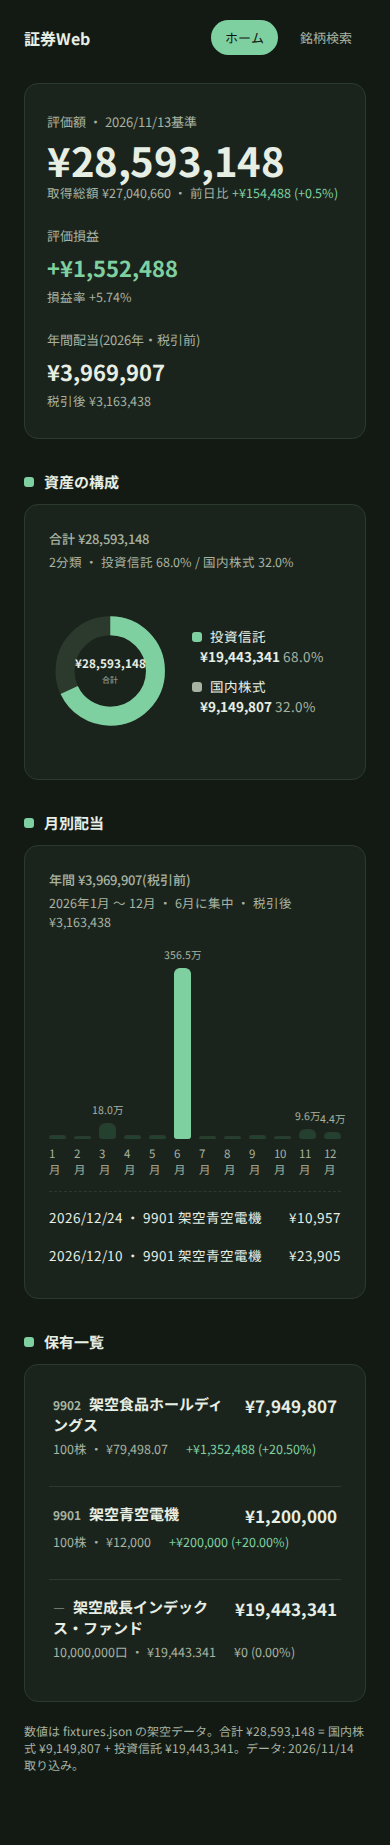 証券Web
ホーム
銘柄検索
評価額 ・ 2026/11/13基準
¥28,593,148
取得総額 ¥27,040,660 ・ 前日比 +¥154,488 (+0.5%)
評価損益
+¥1,552,488
損益率 +5.74%
年間配当(2026年・税引前)
¥3,969,907
税引後 ¥3,163,438
資産の構成
合計 ¥28,593,148
2分類 ・ 投資信託 68.0% / 国内株式 32.0%
¥28,593,148
合計
投資信託
¥19,443,341 68.0%
国内株式
¥9,149,807 32.0%
月別配当
年間 ¥3,969,907(税引前)
2026年1月 〜 12月 ・ 6月に集中 ・ 税引後
¥3,163,438
356.5万
18.0万
9.6万
4.4万
1月 2月 3月 4月 5月 6月 7月 8月 9月 10月 11月 12月
2026/12/24 ・ 9901 架空青空電機 ¥10,957
2026/12/10 ・ 9901 架空青空電機 ¥23,905
保有一覧
9902 架空食品ホールディ
ングス
¥7,949,807
100株 ・ ¥79,498.07 +¥1,352,488 (+20.50%)
9901 架空青空電機 ¥1,200,000
100株 ・ ¥12,000 +¥200,000 (+20.00%)
— 架空成長インデック
ス・ファンド
¥19,443,341
10,000,000口 ・ ¥19,443.341 ¥0 (0.00%)
数値は fixtures.json の架空データ。合計 ¥28,593,148 = 国内株
式 ¥9,149,807 + 投資信託 ¥19,443,341。データ: 2026/11/14
取り込み。